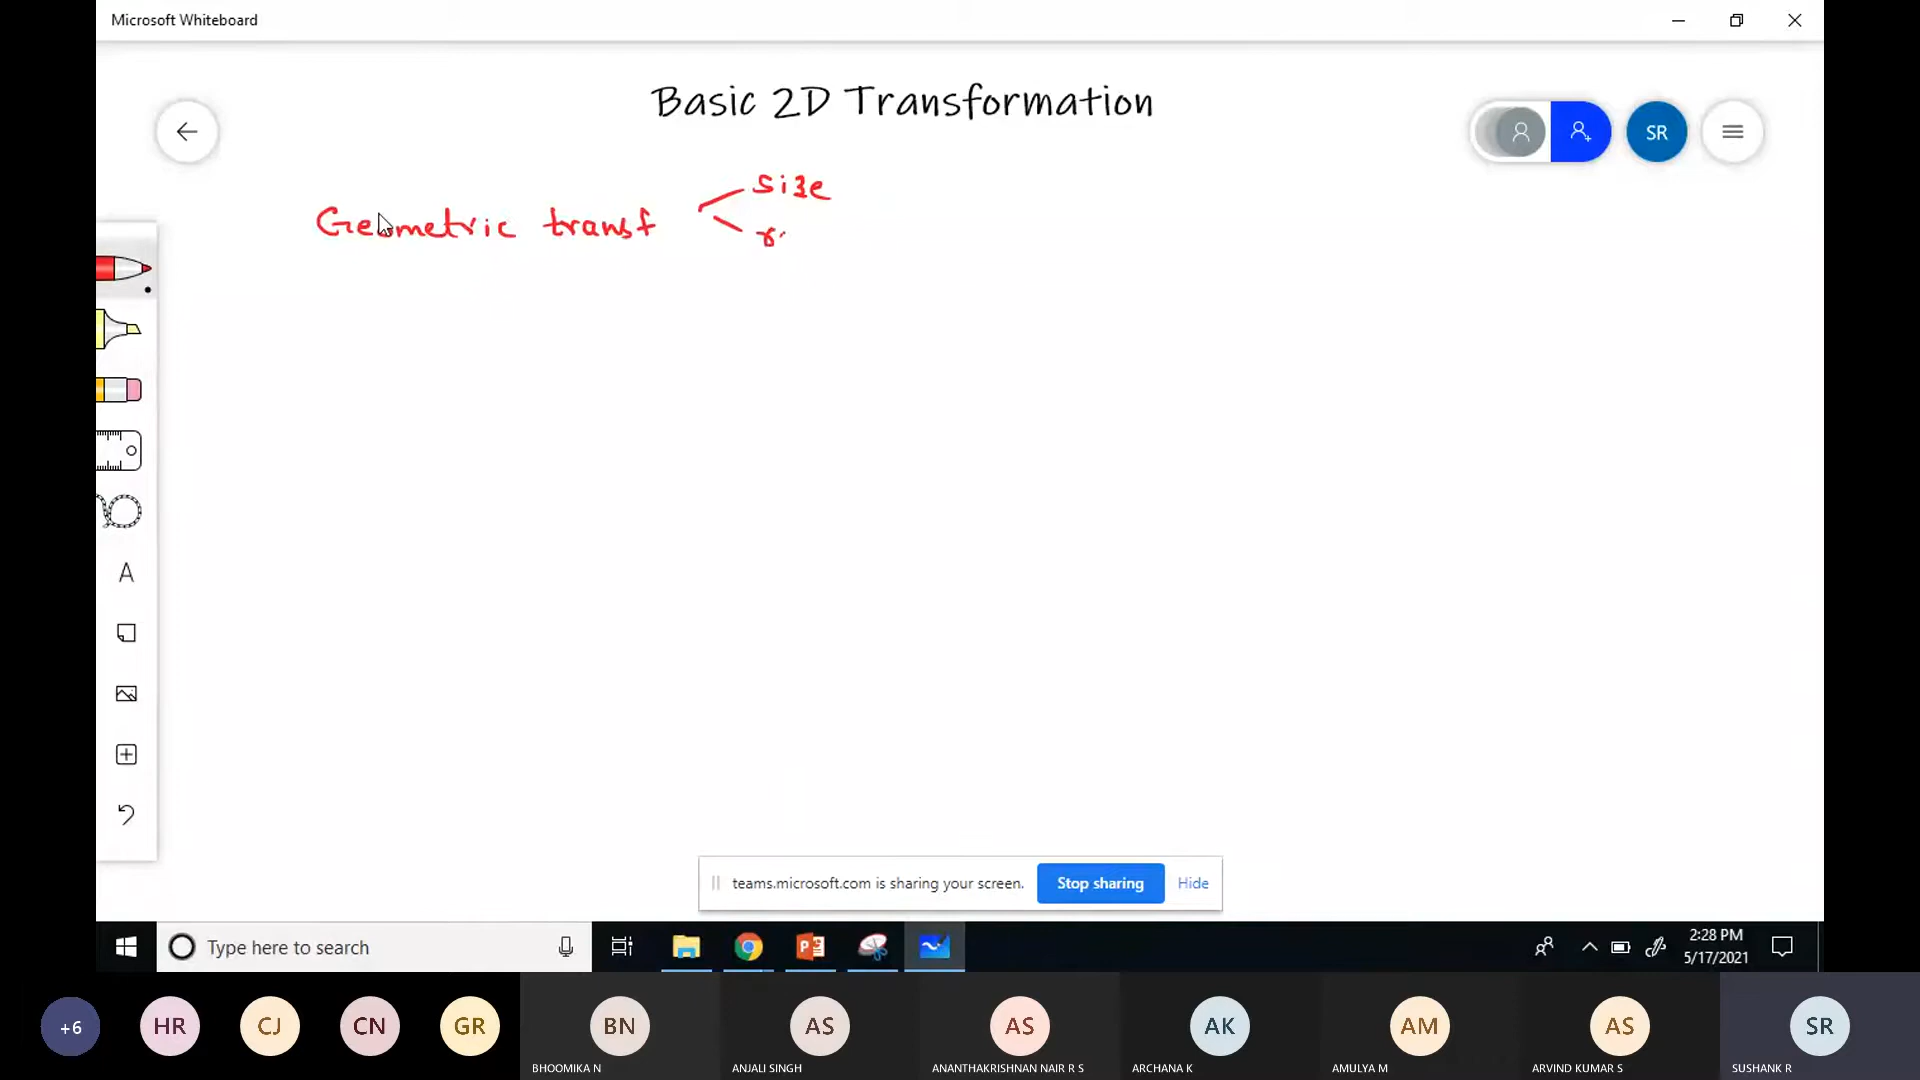 Microsoft Whiteboard
Basic 2D Transformation
SR
size
Geometric transf
A
teams.microsoft.com is sharing your screen. Stop sharing Hide
Type here to search
2:28 PM
5/17/2021
+6 HR CJ CN GR BN AS AS AK AM AS SR
BHOOMIKA N ANJALI SINGH ANANTHAKRISHNAN NAIR R S ARCHANA K AMULYA M ARVIND KUMAR S SUSHANK R